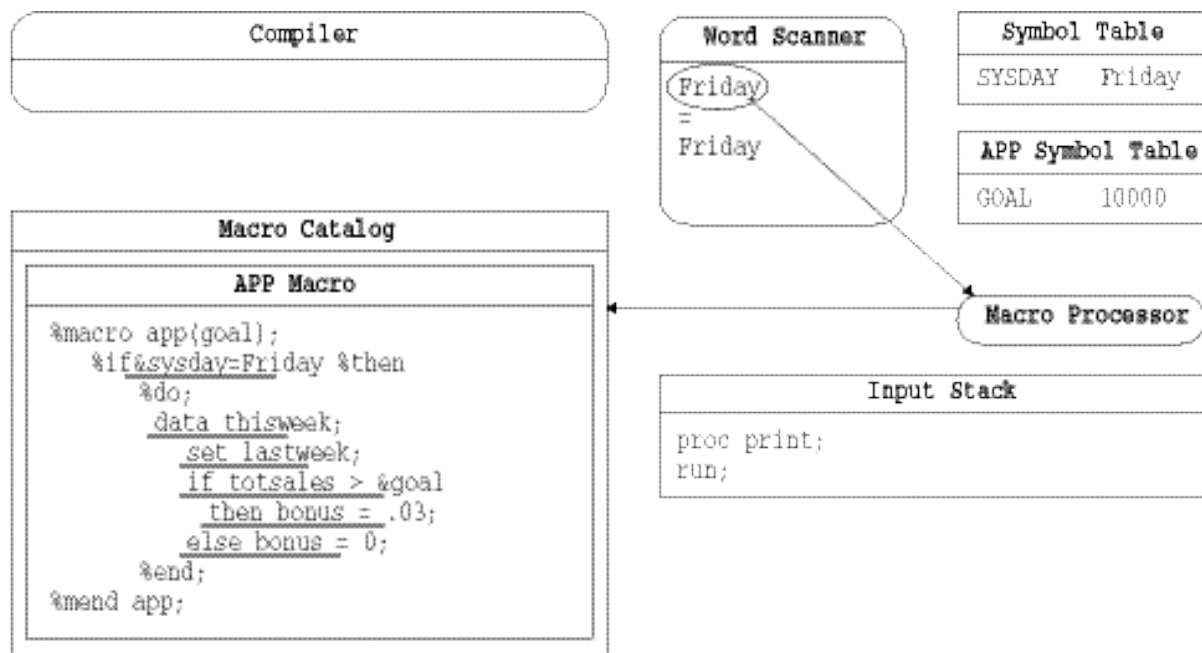 Compiler
Word Scanner
Friday
=
Friday
Symbol Table
SYSDAY Friday
APP Symbol Table
GOAL 10000
Macro Catalog
APP Macro
%macro app(goal);
%if&sysday=Friday %then
%do;
data thisweek;
set lastweek;
if totsales > &goal
then bonus = .03;
else bonus = 0;
%end;
%mend app;
Macro Processor
Input Stack
proc print;
run;